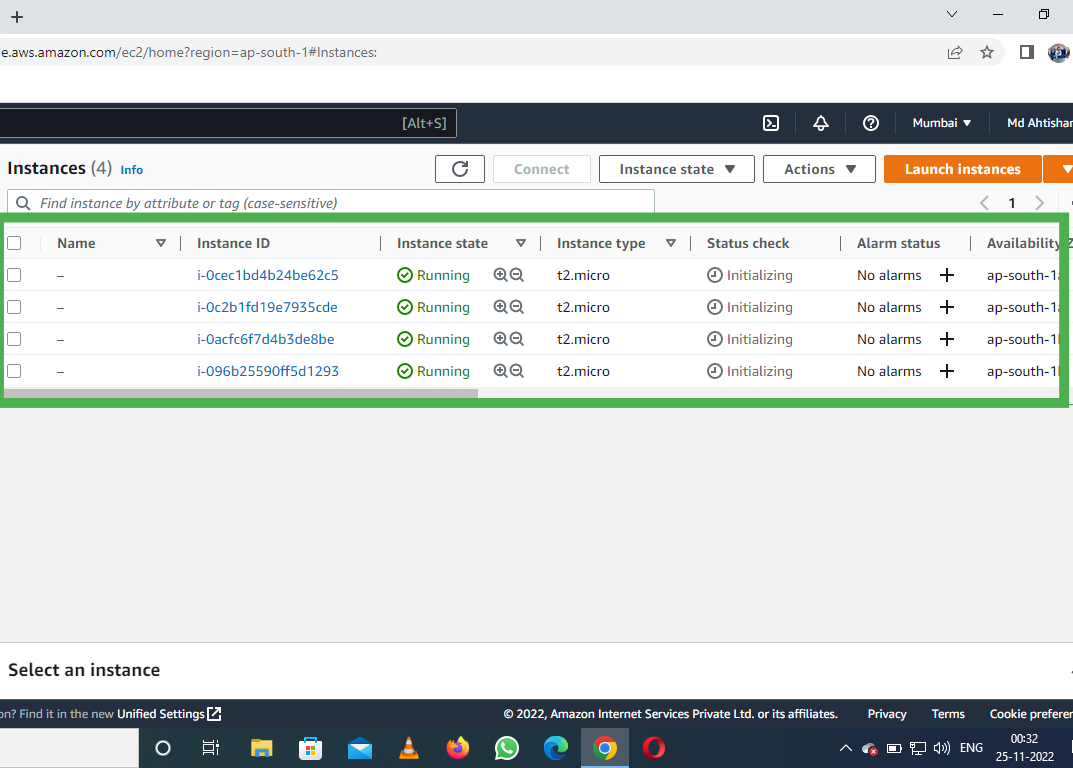 e.aws.amazon.com/ec2/home?region=ap-south-1#Instances:
[Alt+S] Mumbai Md Ahtishar
Instances (4) Info Connect Instance state Actions Launch instances
Find instance by attribute or tag (case-sensitive) 1
Name Instance ID Instance state Instance type Status check Alarm status Availability Z
– i-0cec1bd4b24be62c5 Running t2.micro Initializing No alarms ap-south-1a
– i-0c2b1fd19e7935cde Running t2.micro Initializing No alarms ap-south-1a
– i-0acfc6f7d4b3de8be Running t2.micro Initializing No alarms ap-south-1
– i-096b25590ff5d1293 Running t2.micro Initializing No alarms ap-south-1
Select an instance
on? Find it in the new Unified Settings © 2022, Amazon Internet Services Private Ltd. or its affiliates. Privacy Terms Cookie preferen
ENG 00:32
25-11-2022